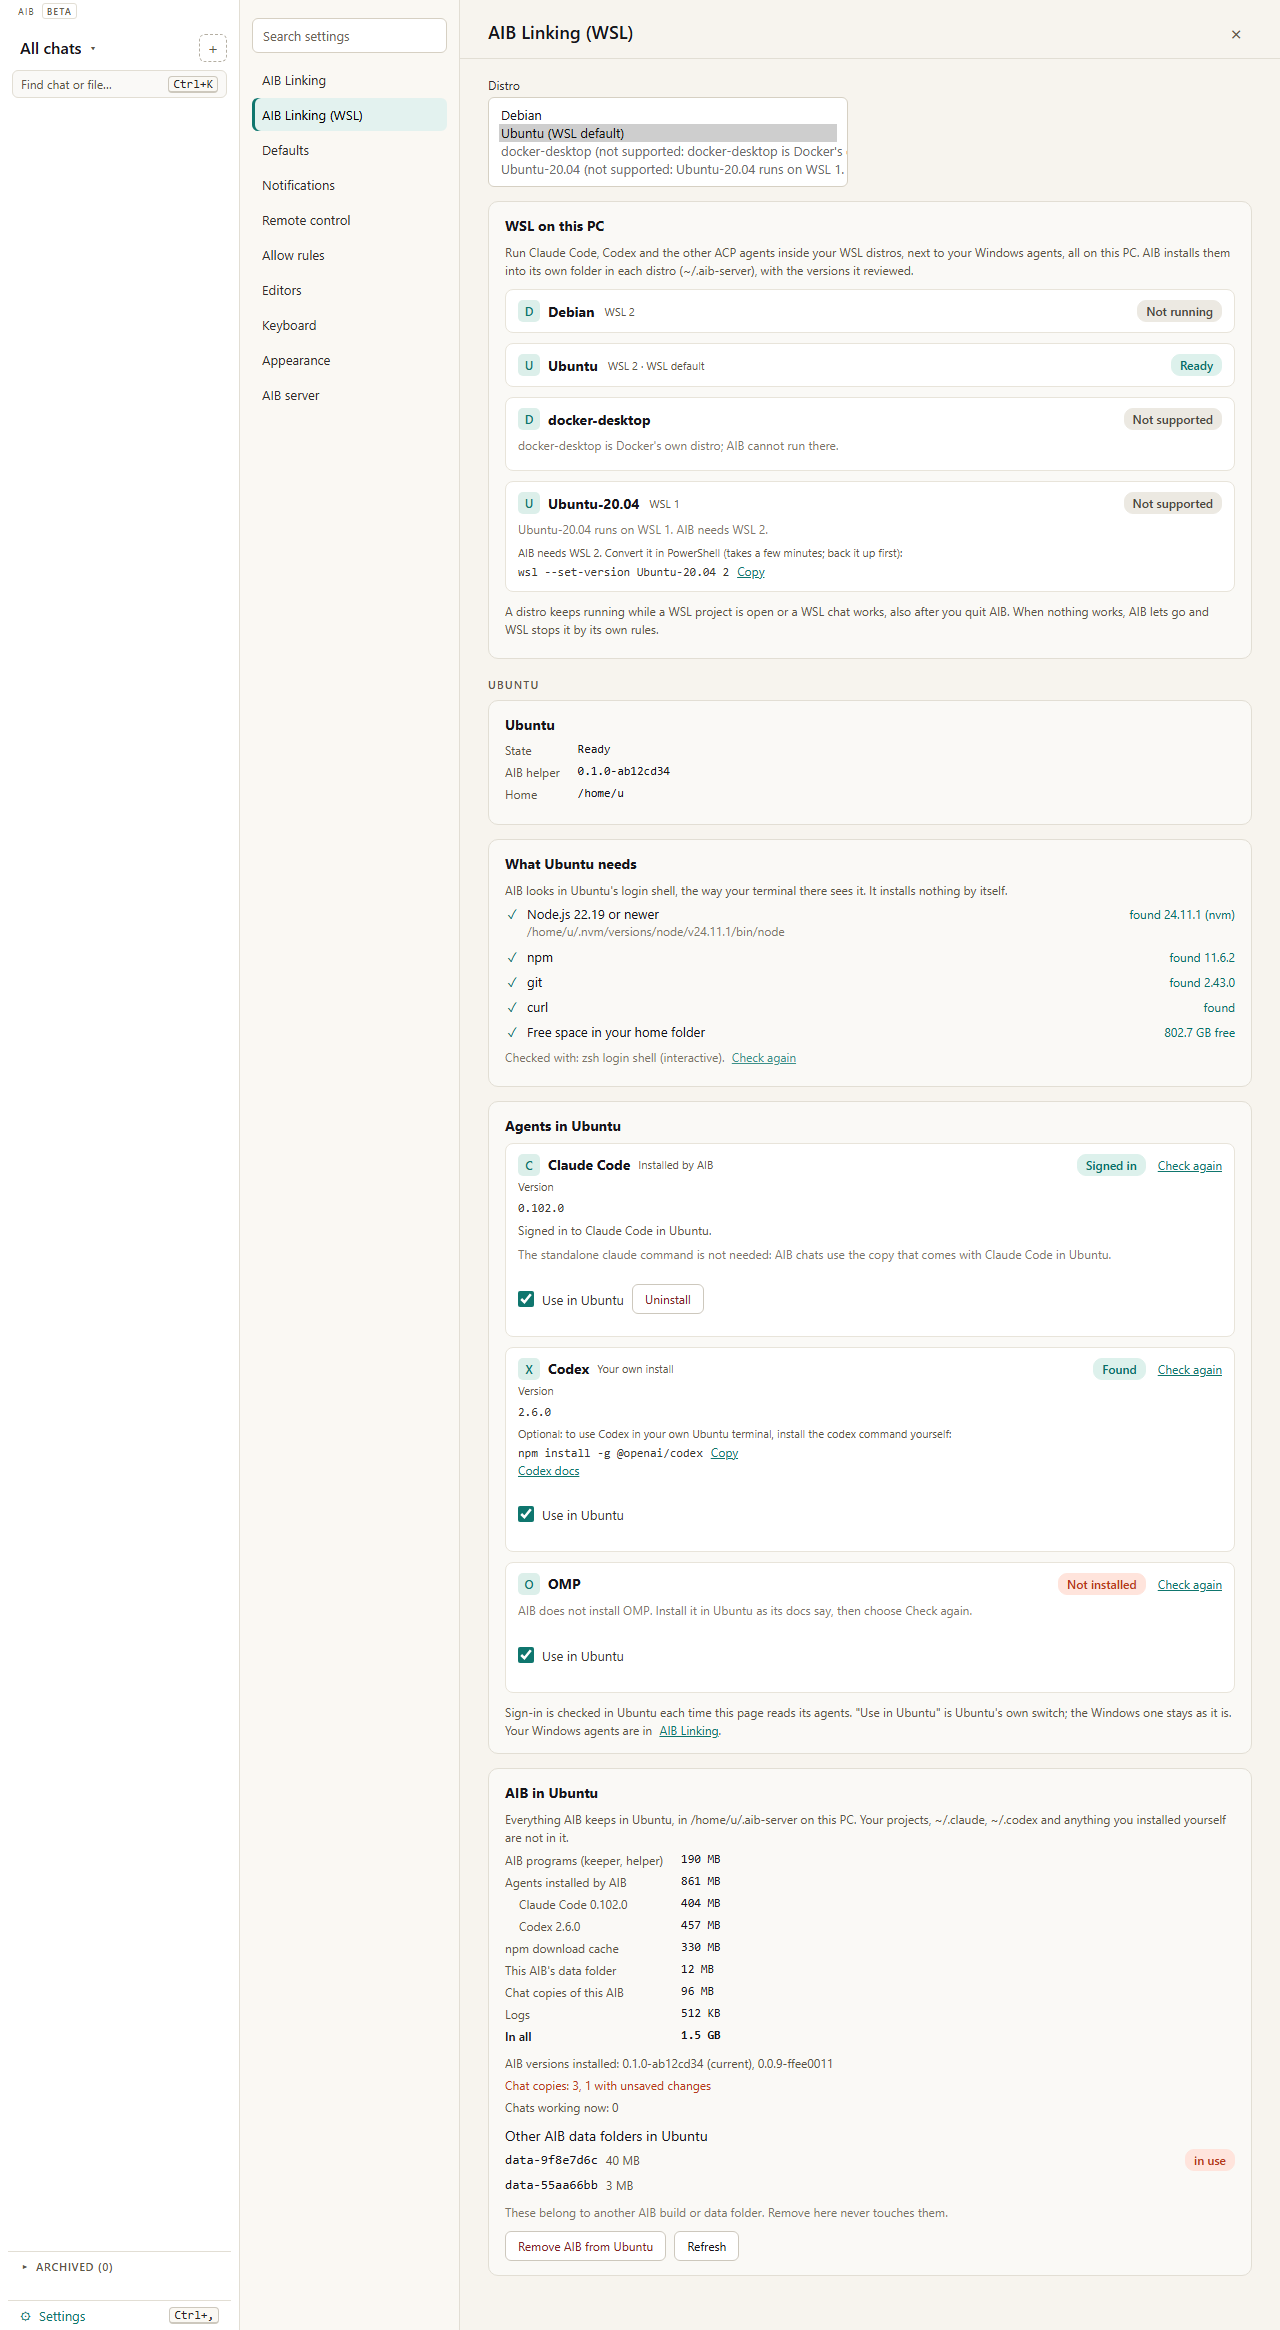 AIB BETA
All chats
+
Find chat or file... Ctrl+K
ARCHIVED (0)
Settings Ctrl+,
Search settings
AIB Linking
AIB Linking (WSL)
Defaults
Notifications
Remote control
Allow rules
Editors
Keyboard
Appearance
AIB server
AIB Linking (WSL)
Distro
Debian
Ubuntu (WSL default)
docker-desktop (not supported: docker-desktop is Docker's
Ubuntu-20.04 (not supported: Ubuntu-20.04 runs on WSL 1.
WSL on this PC
Run Claude Code, Codex and the other ACP agents inside your WSL distros, next to your Windows agents, all on this PC. AIB installs them
into its own folder in each distro (~/.aib-server), with the versions it reviewed.
D Debian WSL 2 Not running
U Ubuntu WSL 2 · WSL default Ready
D docker-desktop Not supported
docker-desktop is Docker's own distro; AIB cannot run there.
U Ubuntu-20.04 WSL 1 Not supported
Ubuntu-20.04 runs on WSL 1. AIB needs WSL 2.
AIB needs WSL 2. Convert it in PowerShell (takes a few minutes; back it up first):
wsl --set-version Ubuntu-20.04 2 Copy
A distro keeps running while a WSL project is open or a WSL chat works, also after you quit AIB. When nothing works, AIB lets go and
WSL stops it by its own rules.
UBUNTU
Ubuntu
State Ready
AIB helper 0.1.0-ab12cd34
Home /home/u
What Ubuntu needs
AIB looks in Ubuntu's login shell, the way your terminal there sees it. It installs nothing by itself.
✓ Node.js 22.19 or newer found 24.11.1 (nvm)
/home/u/.nvm/versions/node/v24.11.1/bin/node
✓ npm found 11.6.2
✓ git found 2.43.0
✓ curl found
✓ Free space in your home folder 802.7 GB free
Checked with: zsh login shell (interactive). Check again
Agents in Ubuntu
C Claude Code Installed by AIB Signed in Check again
Version
0.102.0
Signed in to Claude Code in Ubuntu.
The standalone claude command is not needed: AIB chats use the copy that comes with Claude Code in Ubuntu.
Use in Ubuntu Uninstall
X Codex Your own install Found Check again
Version
2.6.0
Optional: to use Codex in your own Ubuntu terminal, install the codex command yourself:
npm install -g @openai/codex Copy
Codex docs
Use in Ubuntu
O OMP Not installed Check again
AIB does not install OMP. Install it in Ubuntu as its docs say, then choose Check again.
Use in Ubuntu
Sign-in is checked in Ubuntu each time this page reads its agents. "Use in Ubuntu" is Ubuntu's own switch; the Windows one stays as it is.
Your Windows agents are in AIB Linking.
AIB in Ubuntu
Everything AIB keeps in Ubuntu, in /home/u/.aib-server on this PC. Your projects, ~/.claude, ~/.codex and anything you installed yourself
are not in it.
AIB programs (keeper, helper) 190 MB
Agents installed by AIB 861 MB
Claude Code 0.102.0 404 MB
Codex 2.6.0 457 MB
npm download cache 330 MB
This AIB's data folder 12 MB
Chat copies of this AIB 96 MB
Logs 512 KB
In all 1.5 GB
AIB versions installed: 0.1.0-ab12cd34 (current), 0.0.9-ffee0011
Chat copies: 3, 1 with unsaved changes
Chats working now: 0
Other AIB data folders in Ubuntu
data-9f8e7d6c 40 MB in use
data-55aa66bb 3 MB
These belong to another AIB build or data folder. Remove here never touches them.
Remove AIB from Ubuntu Refresh